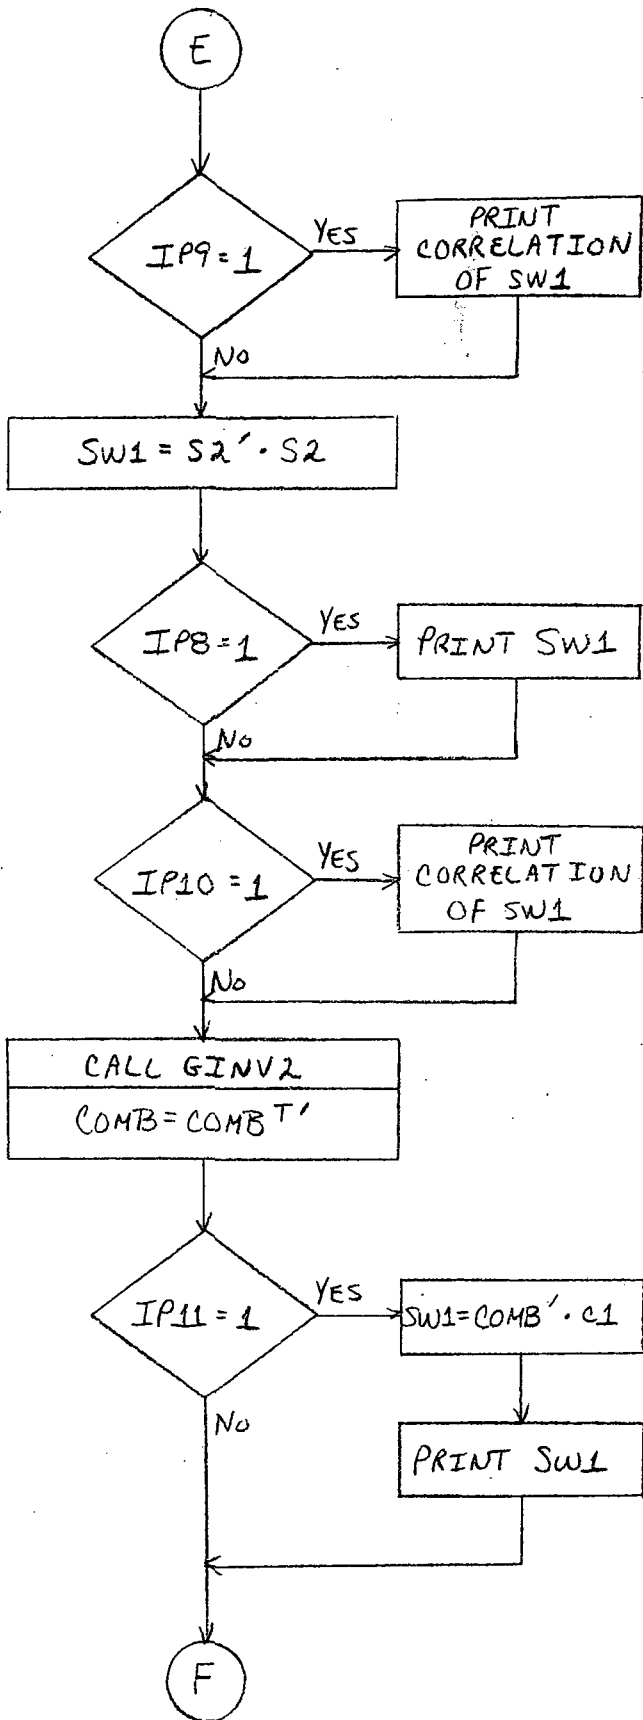 E
IP9 = 1
YES
PRINT
CORRELATION
OF SW1
NO
SW1 = S2' · S2
IP8 = 1
YES
PRINT SW1
NO
IP10 = 1
YES
PRINT
CORRELATION
OF SW1
NO
CALL GINV2
COMB = COMB T'
IP11 = 1
YES
SW1 = COMB' · C1
NO
PRINT SW1
F